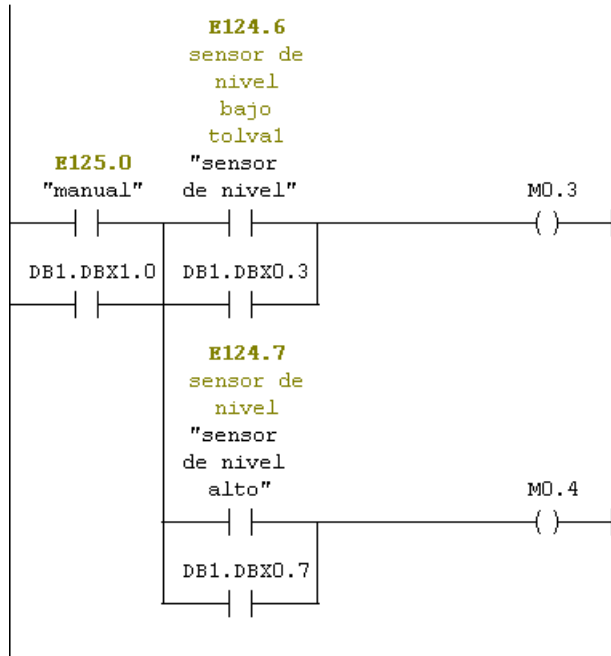 E124.6
sensor de
nivel
bajo
tolva1
E125.0
"sensor
"manual"
de nivel"
M0.3
DB1.DBX1.0
DB1.DBX0.3
E124.7
sensor de
nivel
"sensor
de nivel
alto"
M0.4
DB1.DBX0.7